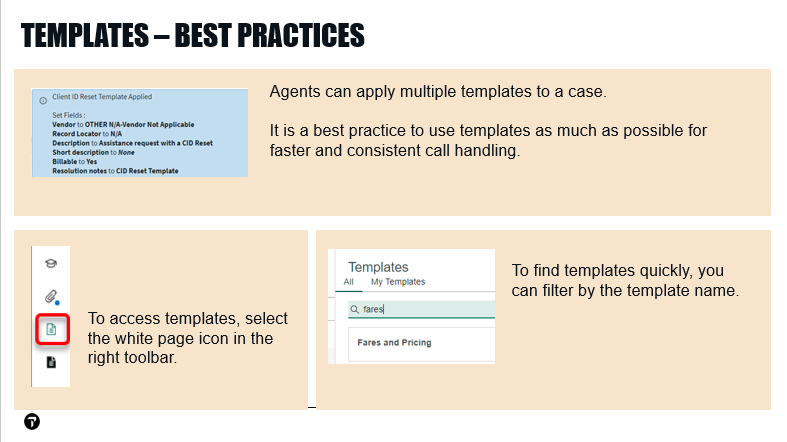 TEMPLATES – BEST PRACTICES
Client ID Reset Template Applied
Set Fields :
Vendor to OTHER N/A-Vendor Not Applicable
Record Locator to N/A
Description to Assistance request with a CID Reset
Short description to None
Billable to Yes
Resolution notes to CID Reset Template
Agents can apply multiple templates to a case.
It is a best practice to use templates as much as possible for
faster and consistent call handling.
To access templates, select
the white page icon in the
right toolbar.
Templates
All My Templates
fares
Fares and Pricing
To find templates quickly, you
can filter by the template name.